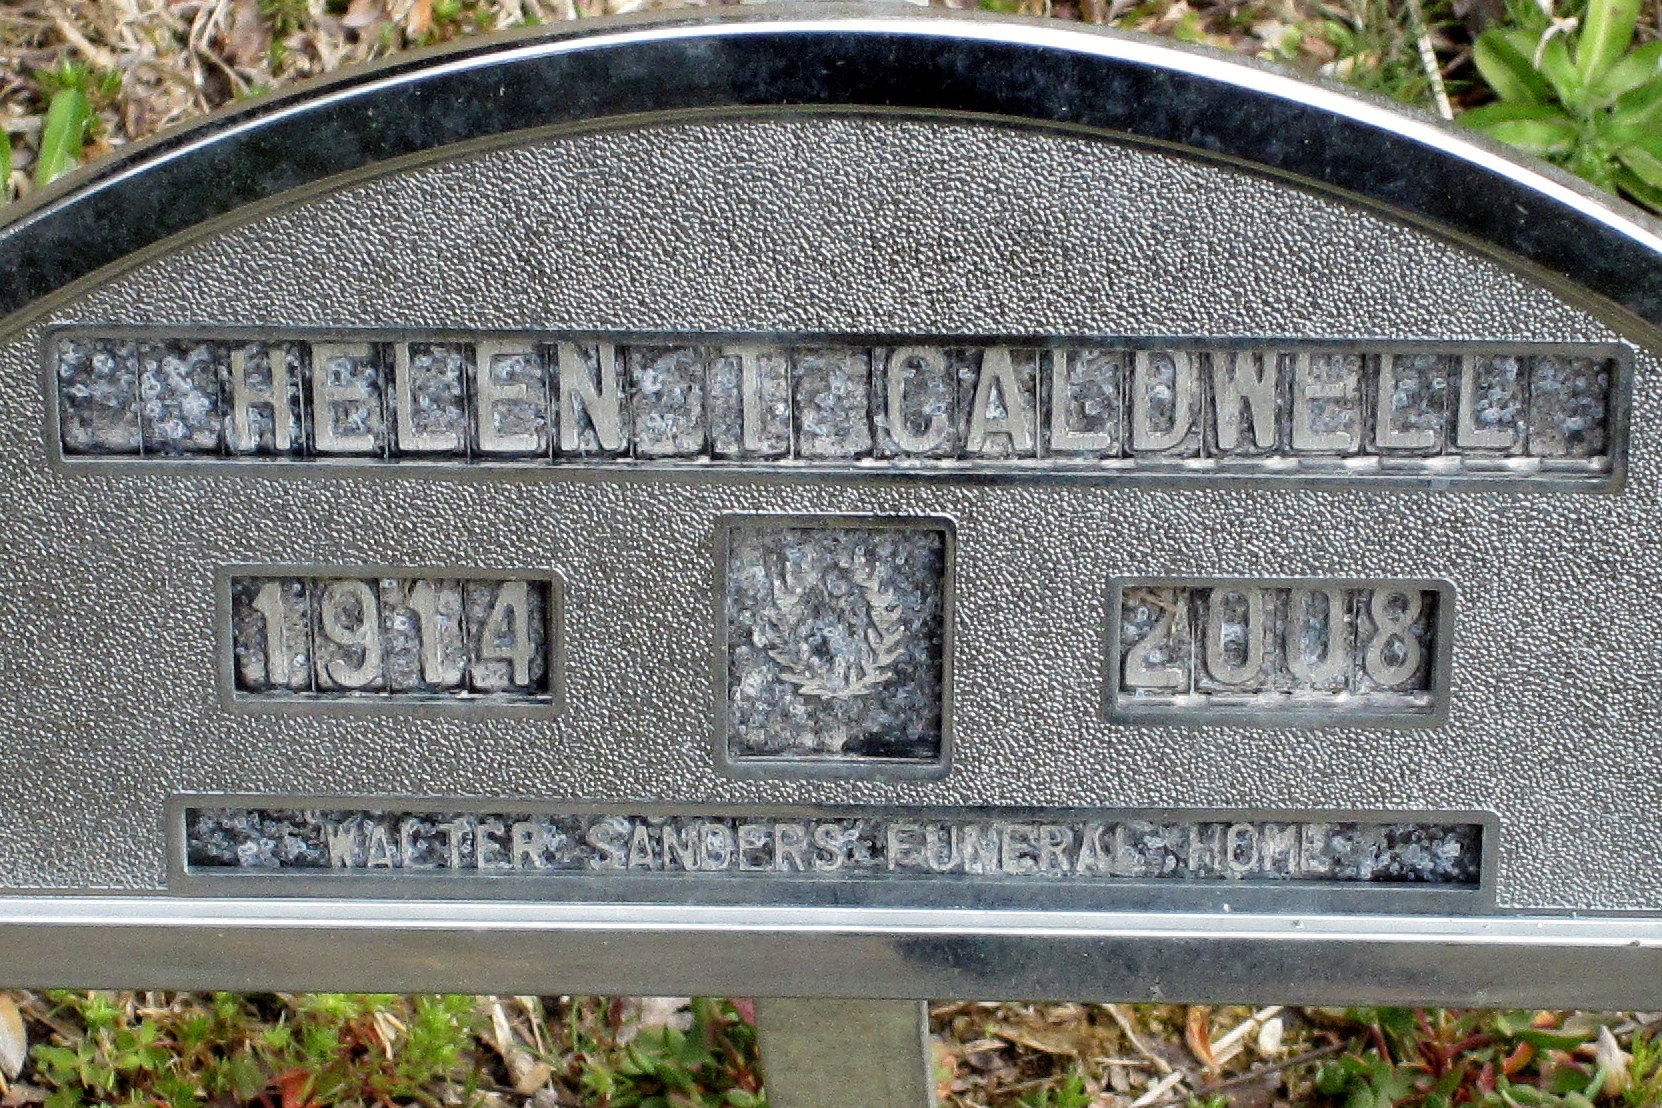 HELEN T CALDWELL
1914 2008
WALTER SANDERS FUNERAL HOME